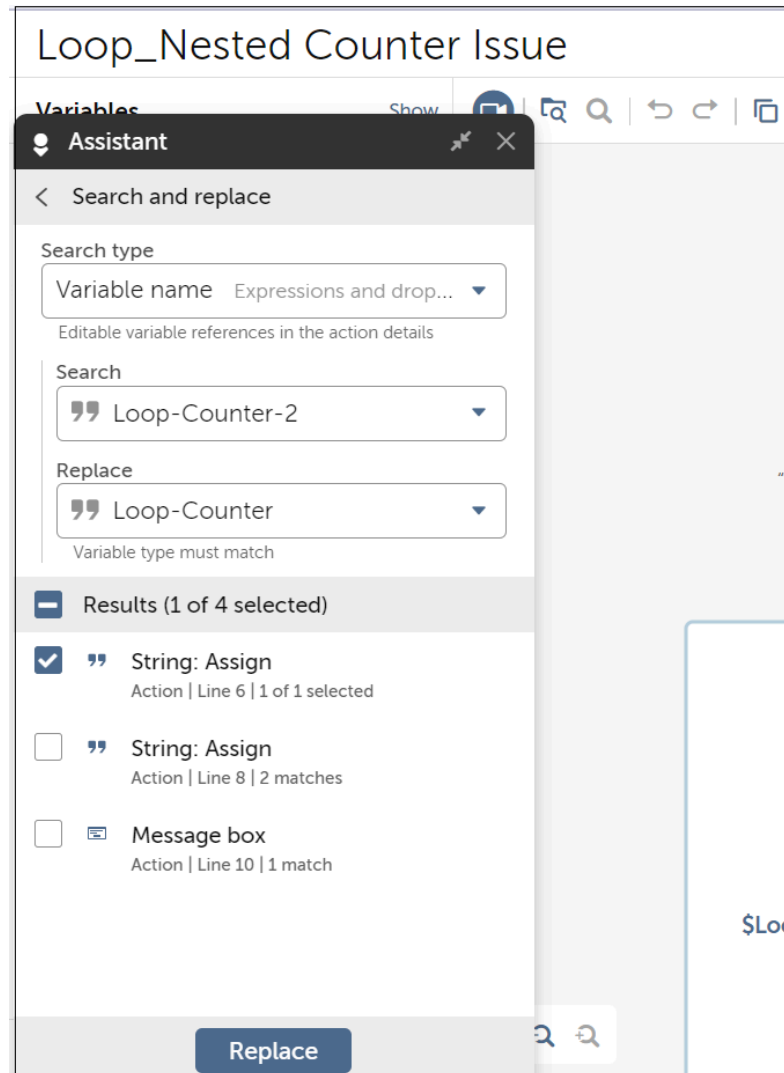 Loop_Nested Counter Issue
Variables Show
Assistant
Search and replace
Search type
Variable name Expressions and drop...
Editable variable references in the action details
Search
Loop-Counter-2
Replace
Loop-Counter
Variable type must match
Results (1 of 4 selected)
String: Assign
Action | Line 6 | 1 of 1 selected
String: Assign
Action | Line 8 | 2 matches
Message box
Action | Line 10 | 1 match
$Loo
Replace